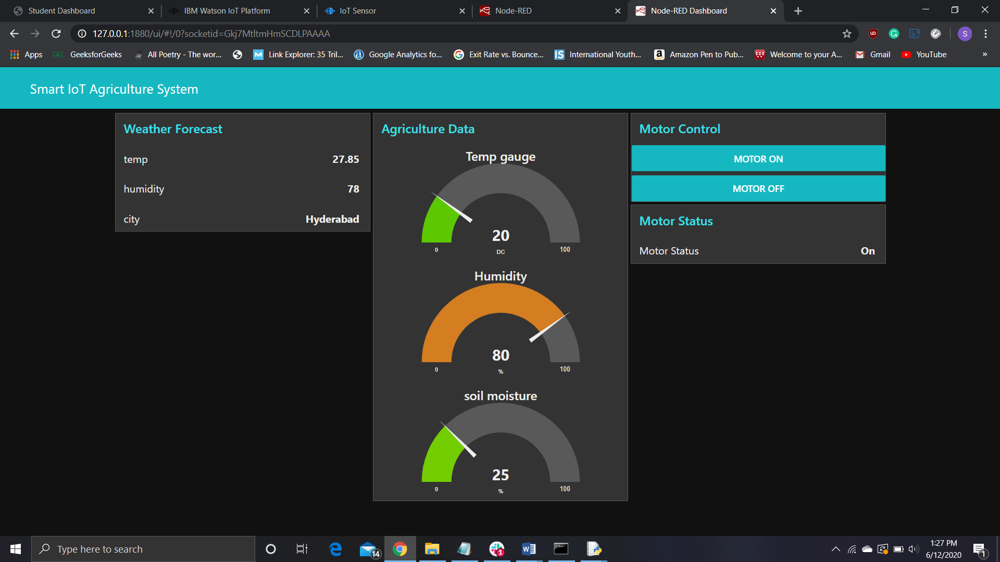 Student Dashboard
IBM Watson IoT Platform
IoT Sensor
Node-RED
Node-RED Dashboard
127.0.0.1:1880/ui/#!/0?socketid=Gkj7MtltmHmSCDLPAAAA
S
Apps
GeeksforGeeks
All Poetry - The wor...
Link Explorer: 35 Tril...
Google Analytics fo...
Exit Rate vs. Bounce...
International Youth...
Amazon Pen to Pub...
Welcome to your A...
Gmail
YouTube
»
Smart IoT Agriculture System
Weather Forecast
temp 27.85
humidity 78
city Hyderabad
Agriculture Data
Temp gauge
20
0 DC 100
Humidity
80
0 % 100
soil moisture
25
0 % 100
Motor Control
MOTOR ON
MOTOR OFF
Motor Status
Motor Status On
Type here to search
14
1
1:27 PM
6/12/2020
1